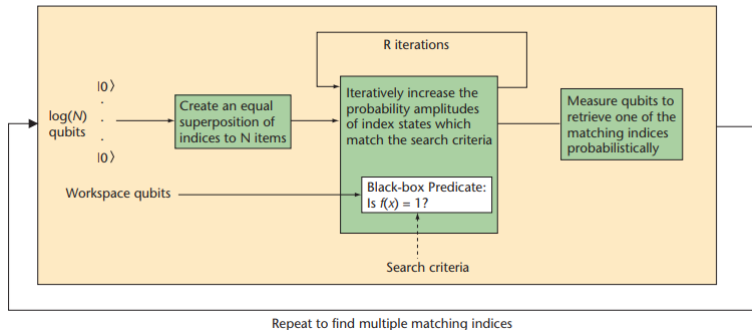 R iterations
|0⟩
.
.
.
|0⟩
log(N)
qubits
Create an equal
superposition of
indices to N items
Iteratively increase the
probability amplitudes
of index states which
match the search criteria
Measure qubits to
retrieve one of the
matching indices
probabilistically
Workspace qubits
Black-box Predicate:
Is f(x) = 1?
Search criteria
Repeat to find multiple matching indices